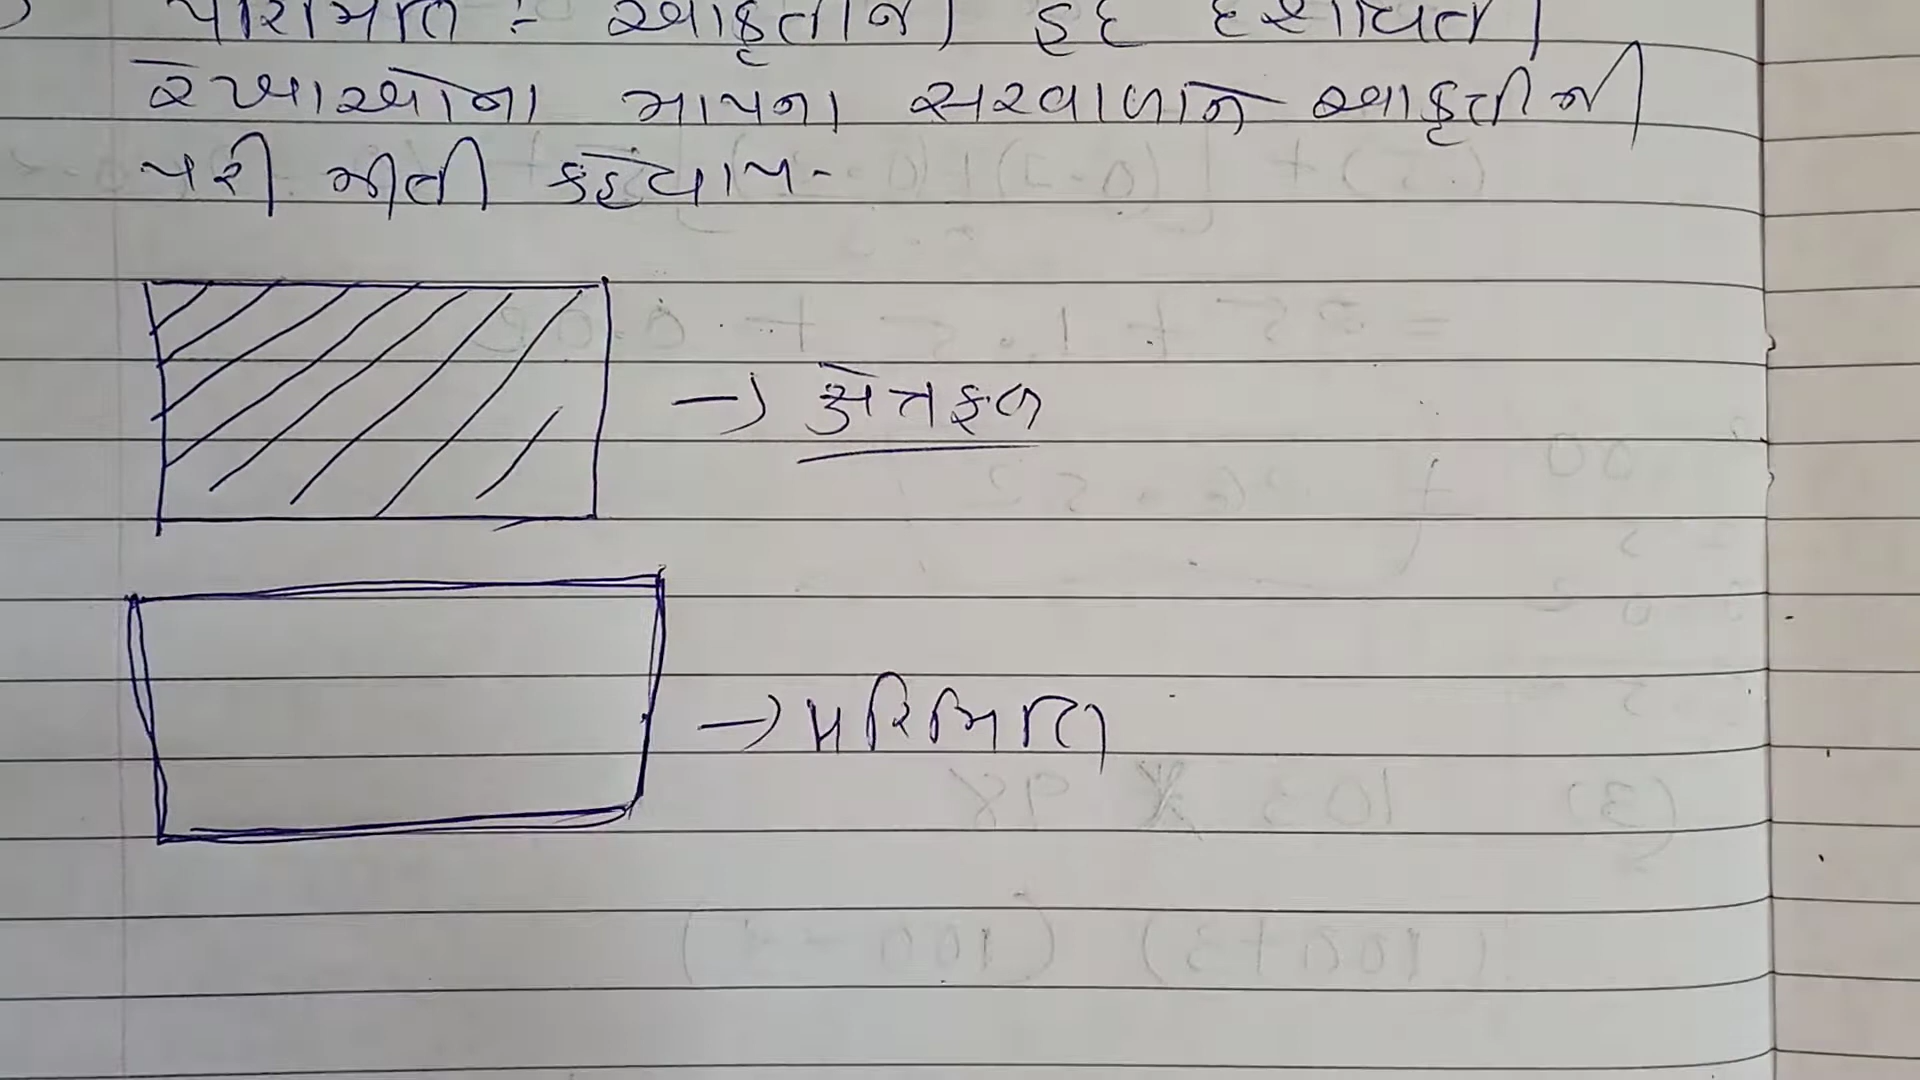 પરિમિતિ :- આકૃતીની હદ દર્શાવતી
રેખાઓના માપના સરવાળાને આકૃતીની
પરીમીતી કહેવાય.
→ ક્ષેત્રફળ
→ પરિમિતિ